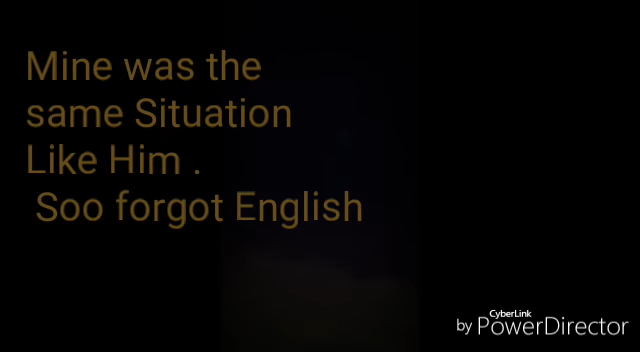 Mine was the
same Situation
Like Him .
Soo forgot English
CyberLink
by PowerDirector